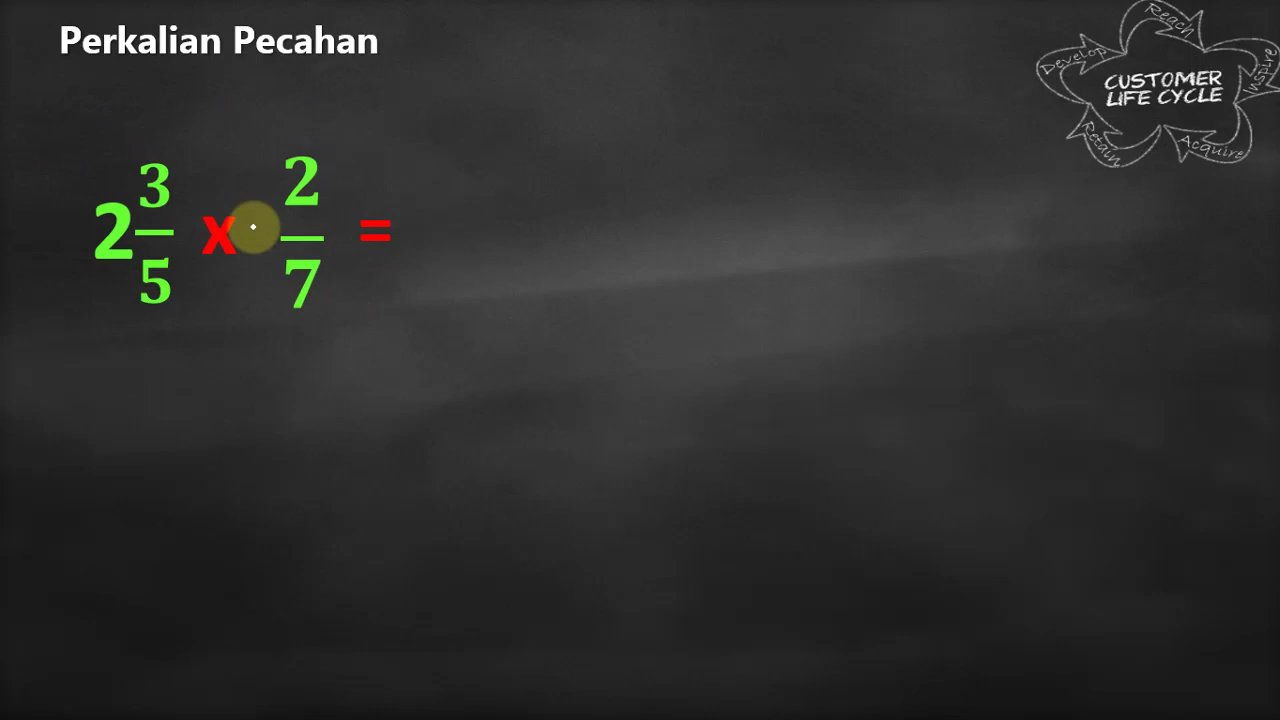 Perkalian Pecahan
2 3/5 x 2/7 =
Reach
Develop
Inspire
CUSTOMER
LIFE CYCLE
Retain
Acquire